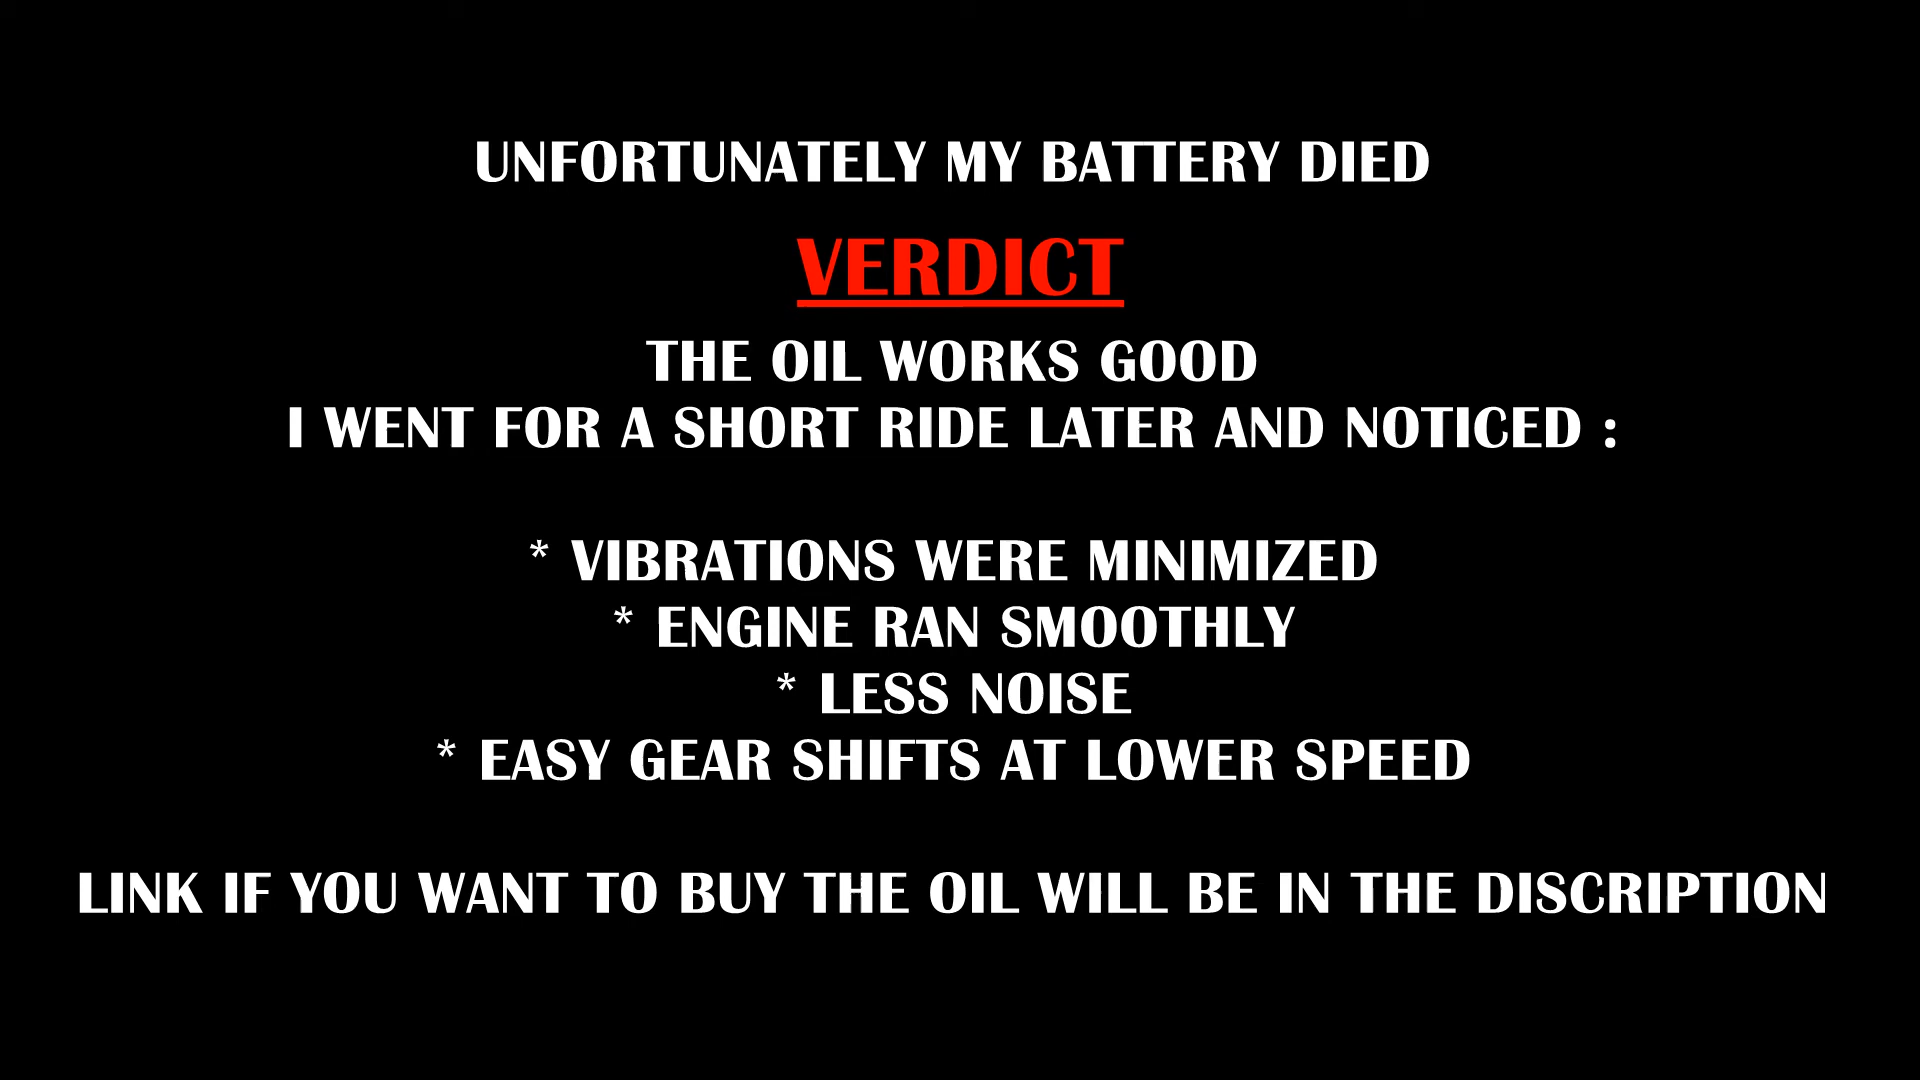 UNFORTUNATELY MY BATTERY DIED
VERDICT
THE OIL WORKS GOOD
I WENT FOR A SHORT RIDE LATER AND NOTICED :
* VIBRATIONS WERE MINIMIZED
* ENGINE RAN SMOOTHLY
* LESS NOISE
* EASY GEAR SHIFTS AT LOWER SPEED
LINK IF YOU WANT TO BUY THE OIL WILL BE IN THE DISCRIPTION